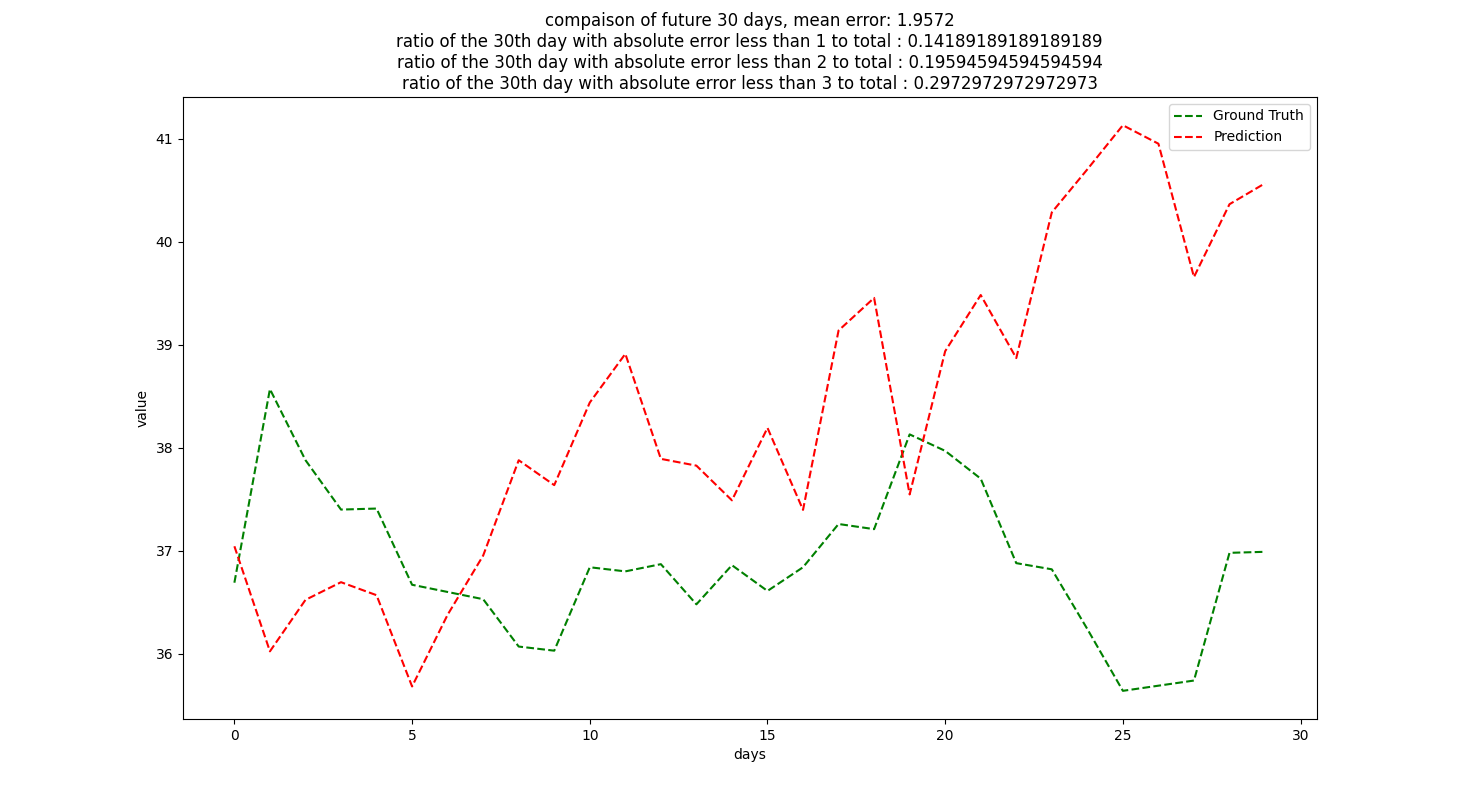 compaison of future 30 days, mean error: 1.9572
ratio of the 30th day with absolute error less than 1 to total : 0.14189189189189189
ratio of the 30th day with absolute error less than 2 to total : 0.19594594594594594
ratio of the 30th day with absolute error less than 3 to total : 0.2972972972972973
Ground Truth
Prediction
41
40
39
38
37
36
value
0 5 10 15 20 25 30
days